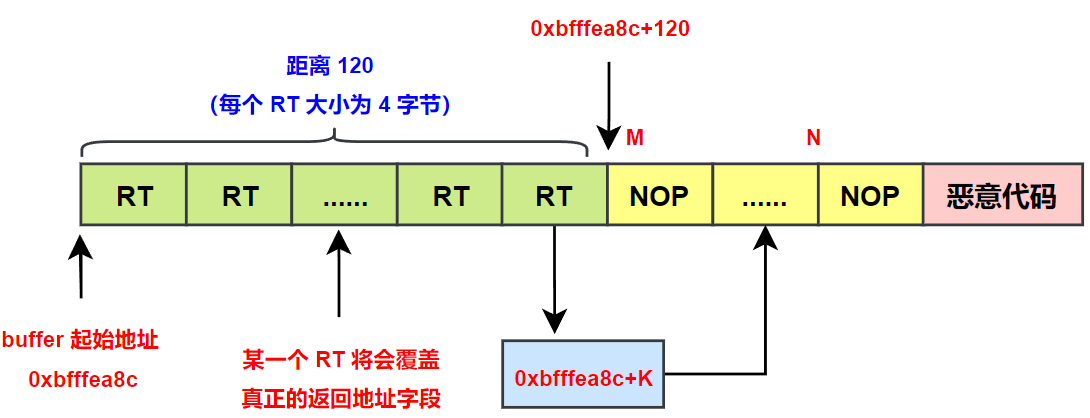 0xbfffea8c+120
距离 120
(每个 RT 大小为 4 字节)
M
N
RT
RT
......
RT
RT
NOP
......
NOP
恶意代码
buffer 起始地址
0xbfffea8c
某一个 RT 将会覆盖
真正的返回地址字段
0xbfffea8c+K